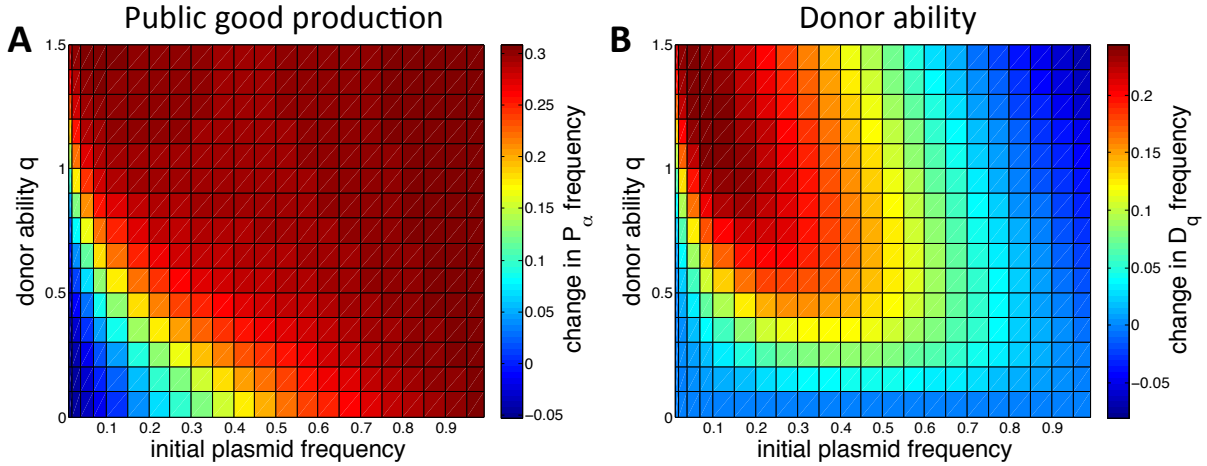 Public good production
Donor ability
A
B
1.5
1
0.5
0
donor ability q
0.1 0.2 0.3 0.4 0.5 0.6 0.7 0.8 0.9
initial plasmid frequency
0.3
0.25
0.2
0.15
0.1
0.05
0
−0.05
change in Pα frequency
1.5
1
0.5
0
donor ability q
0.1 0.2 0.3 0.4 0.5 0.6 0.7 0.8 0.9
initial plasmid frequency
0.2
0.15
0.1
0.05
0
−0.05
change in Dq frequency